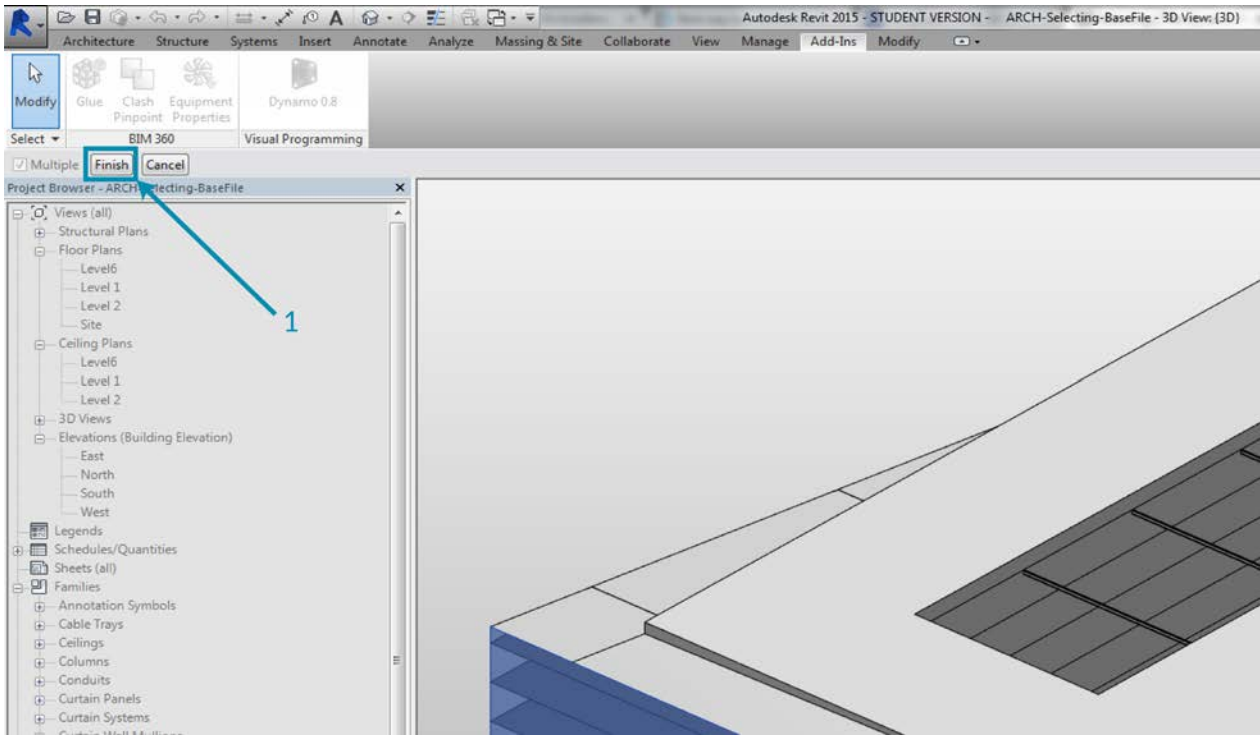 Autodesk Revit 2015 - STUDENT VERSION - ARCH-Selecting-BaseFile - 3D View: {3D}
Architecture Structure Systems Insert Annotate Analyze Massing & Site Collaborate View Manage Add-Ins Modify
Modify
Glue
Clash Pinpoint
Equipment Properties
Dynamo 0.8
Select BIM 360 Visual Programming
Multiple Finish Cancel
Project Browser - ARCH-Selecting-BaseFile
Views (all)
Structural Plans
Floor Plans
Level6
Level 1
Level 2
Site
1
Ceiling Plans
Level6
Level 1
Level 2
3D Views
Elevations (Building Elevation)
East
North
South
West
Legends
Schedules/Quantities
Sheets (all)
Families
Annotation Symbols
Cable Trays
Ceilings
Columns
Conduits
Curtain Panels
Curtain Systems
Curtain Wall Mullions